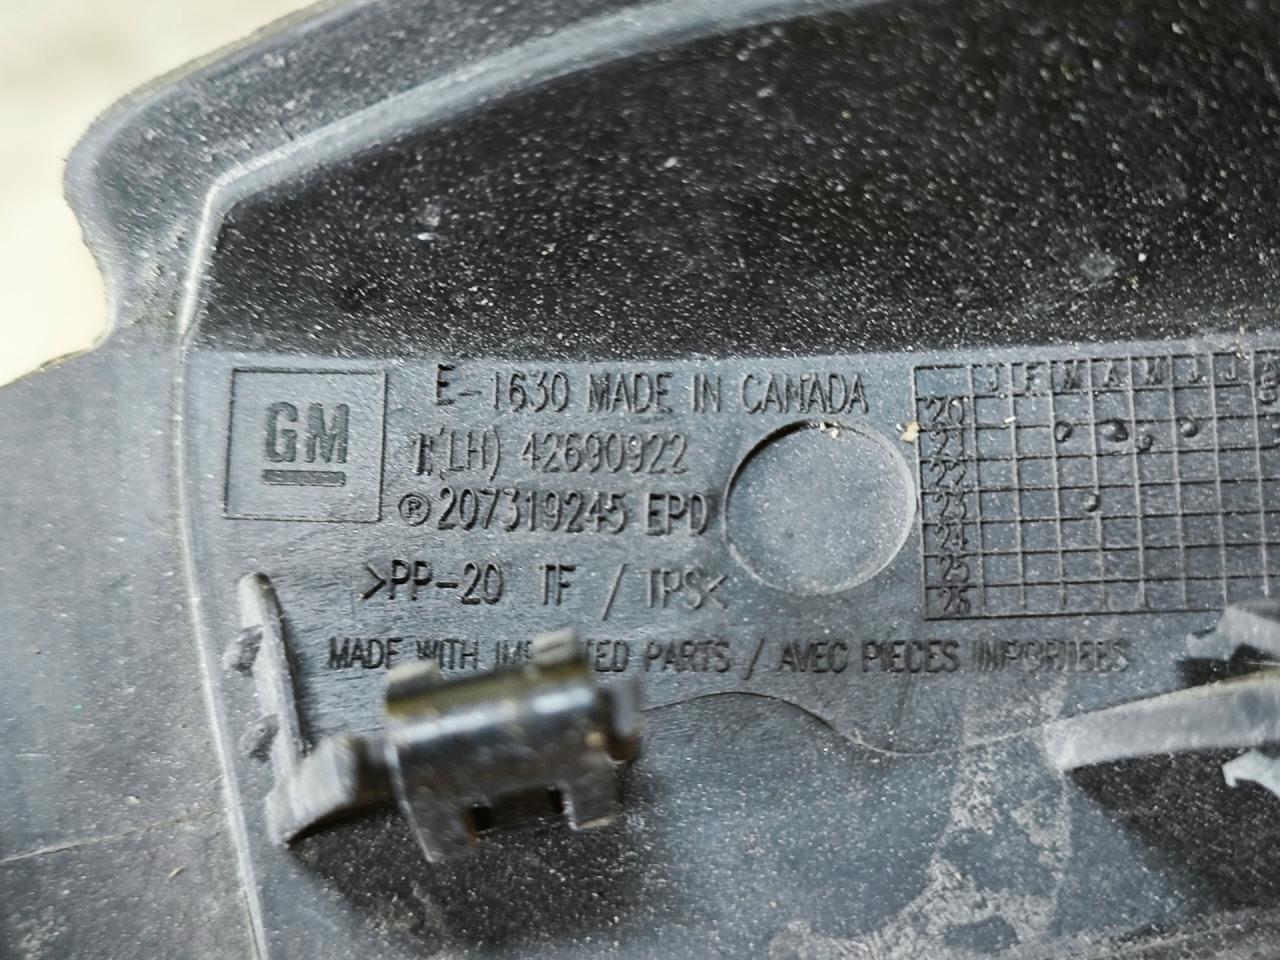 GM
E-1630 MADE IN CANADA
(LH) 42690922
℗207319245 EPD
>PP-20 TF / TPS<
MADE WITH PARTS / AVEC PIECES IMPORTEES
J F M A M J J
20
21
22
23
24
25
26